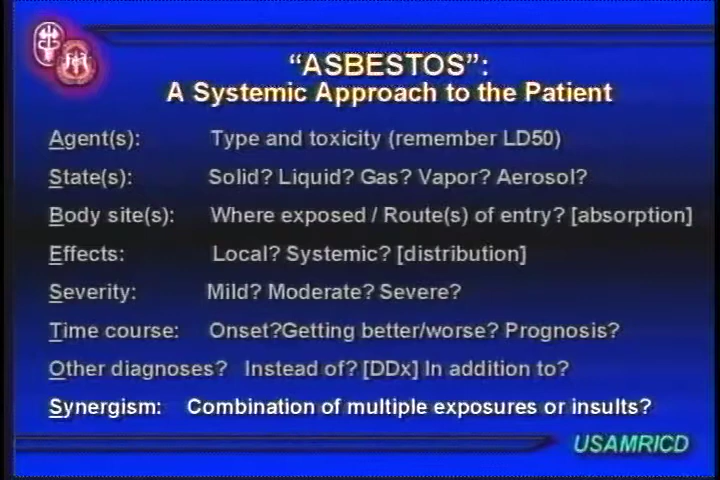 “ASBESTOS”:
A Systemic Approach to the Patient
Agent(s): Type and toxicity (remember LD50)
State(s): Solid? Liquid? Gas? Vapor? Aerosol?
Body site(s): Where exposed / Route(s) of entry? [absorption]
Effects: Local? Systemic? [distribution]
Severity: Mild? Moderate? Severe?
Time course: Onset?Getting better/worse? Prognosis?
Other diagnoses? Instead of? [DDx] In addition to?
Synergism: Combination of multiple exposures or insults?
USAMRICD